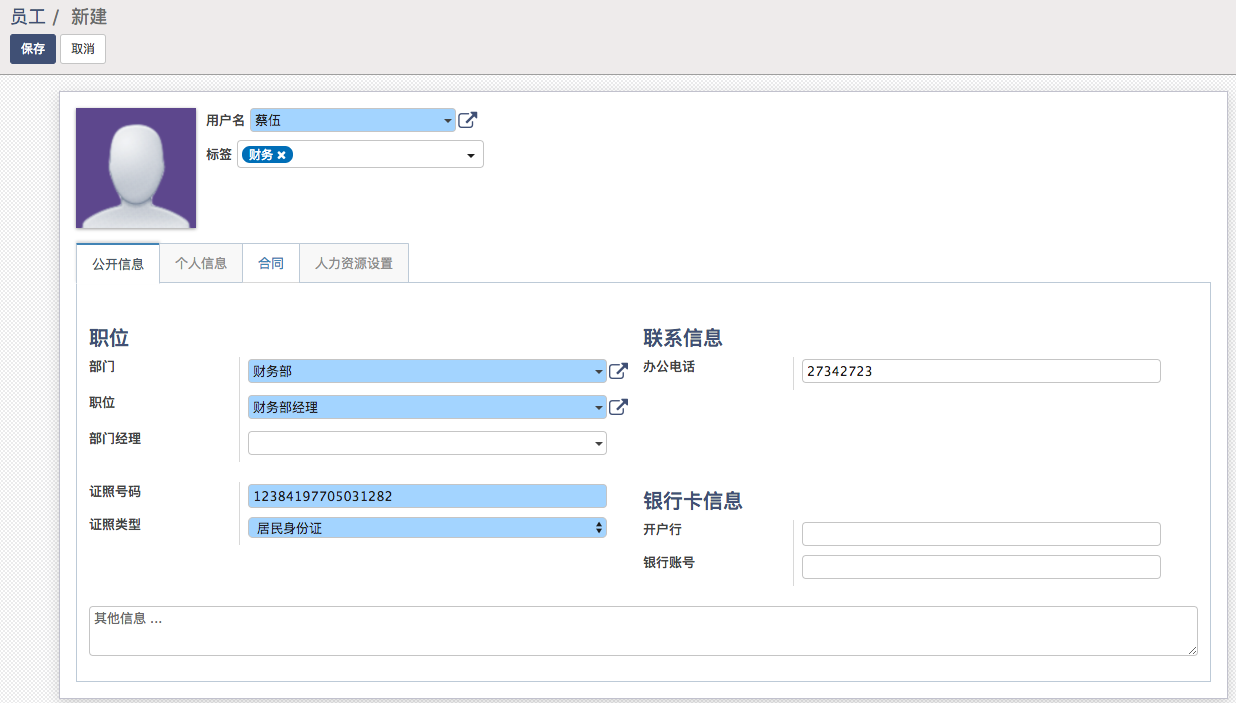 员工 / 新建
保存 取消
用户名 蔡伍
标签 财务 ×
公开信息 个人信息 合同 人力资源设置
职位
部门 财务部
职位 财务部经理
部门经理
证照号码 12384197705031282
证照类型 居民身份证
联系信息
办公电话 27342723
银行卡信息
开户行
银行账号
其他信息 ...